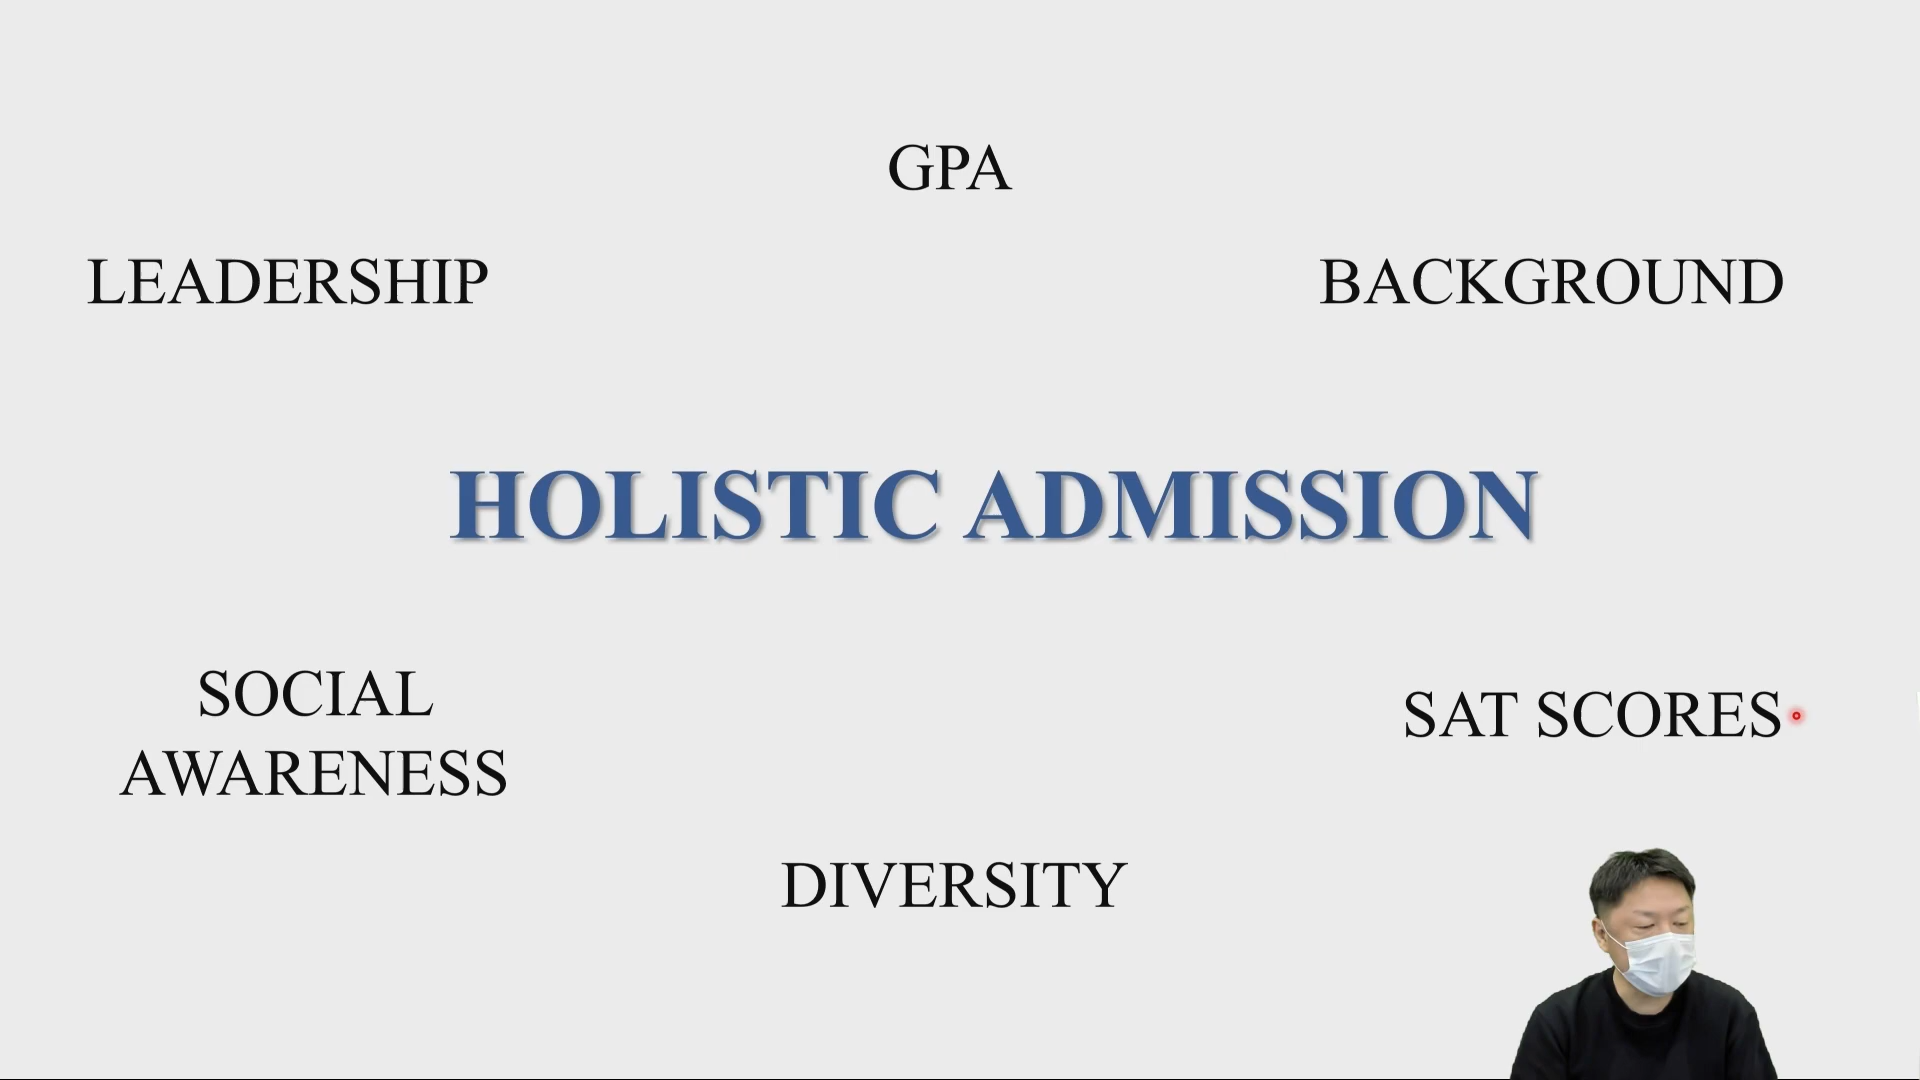 GPA
LEADERSHIP
BACKGROUND
HOLISTIC ADMISSION
SOCIAL
AWARENESS
SAT SCORES
DIVERSITY